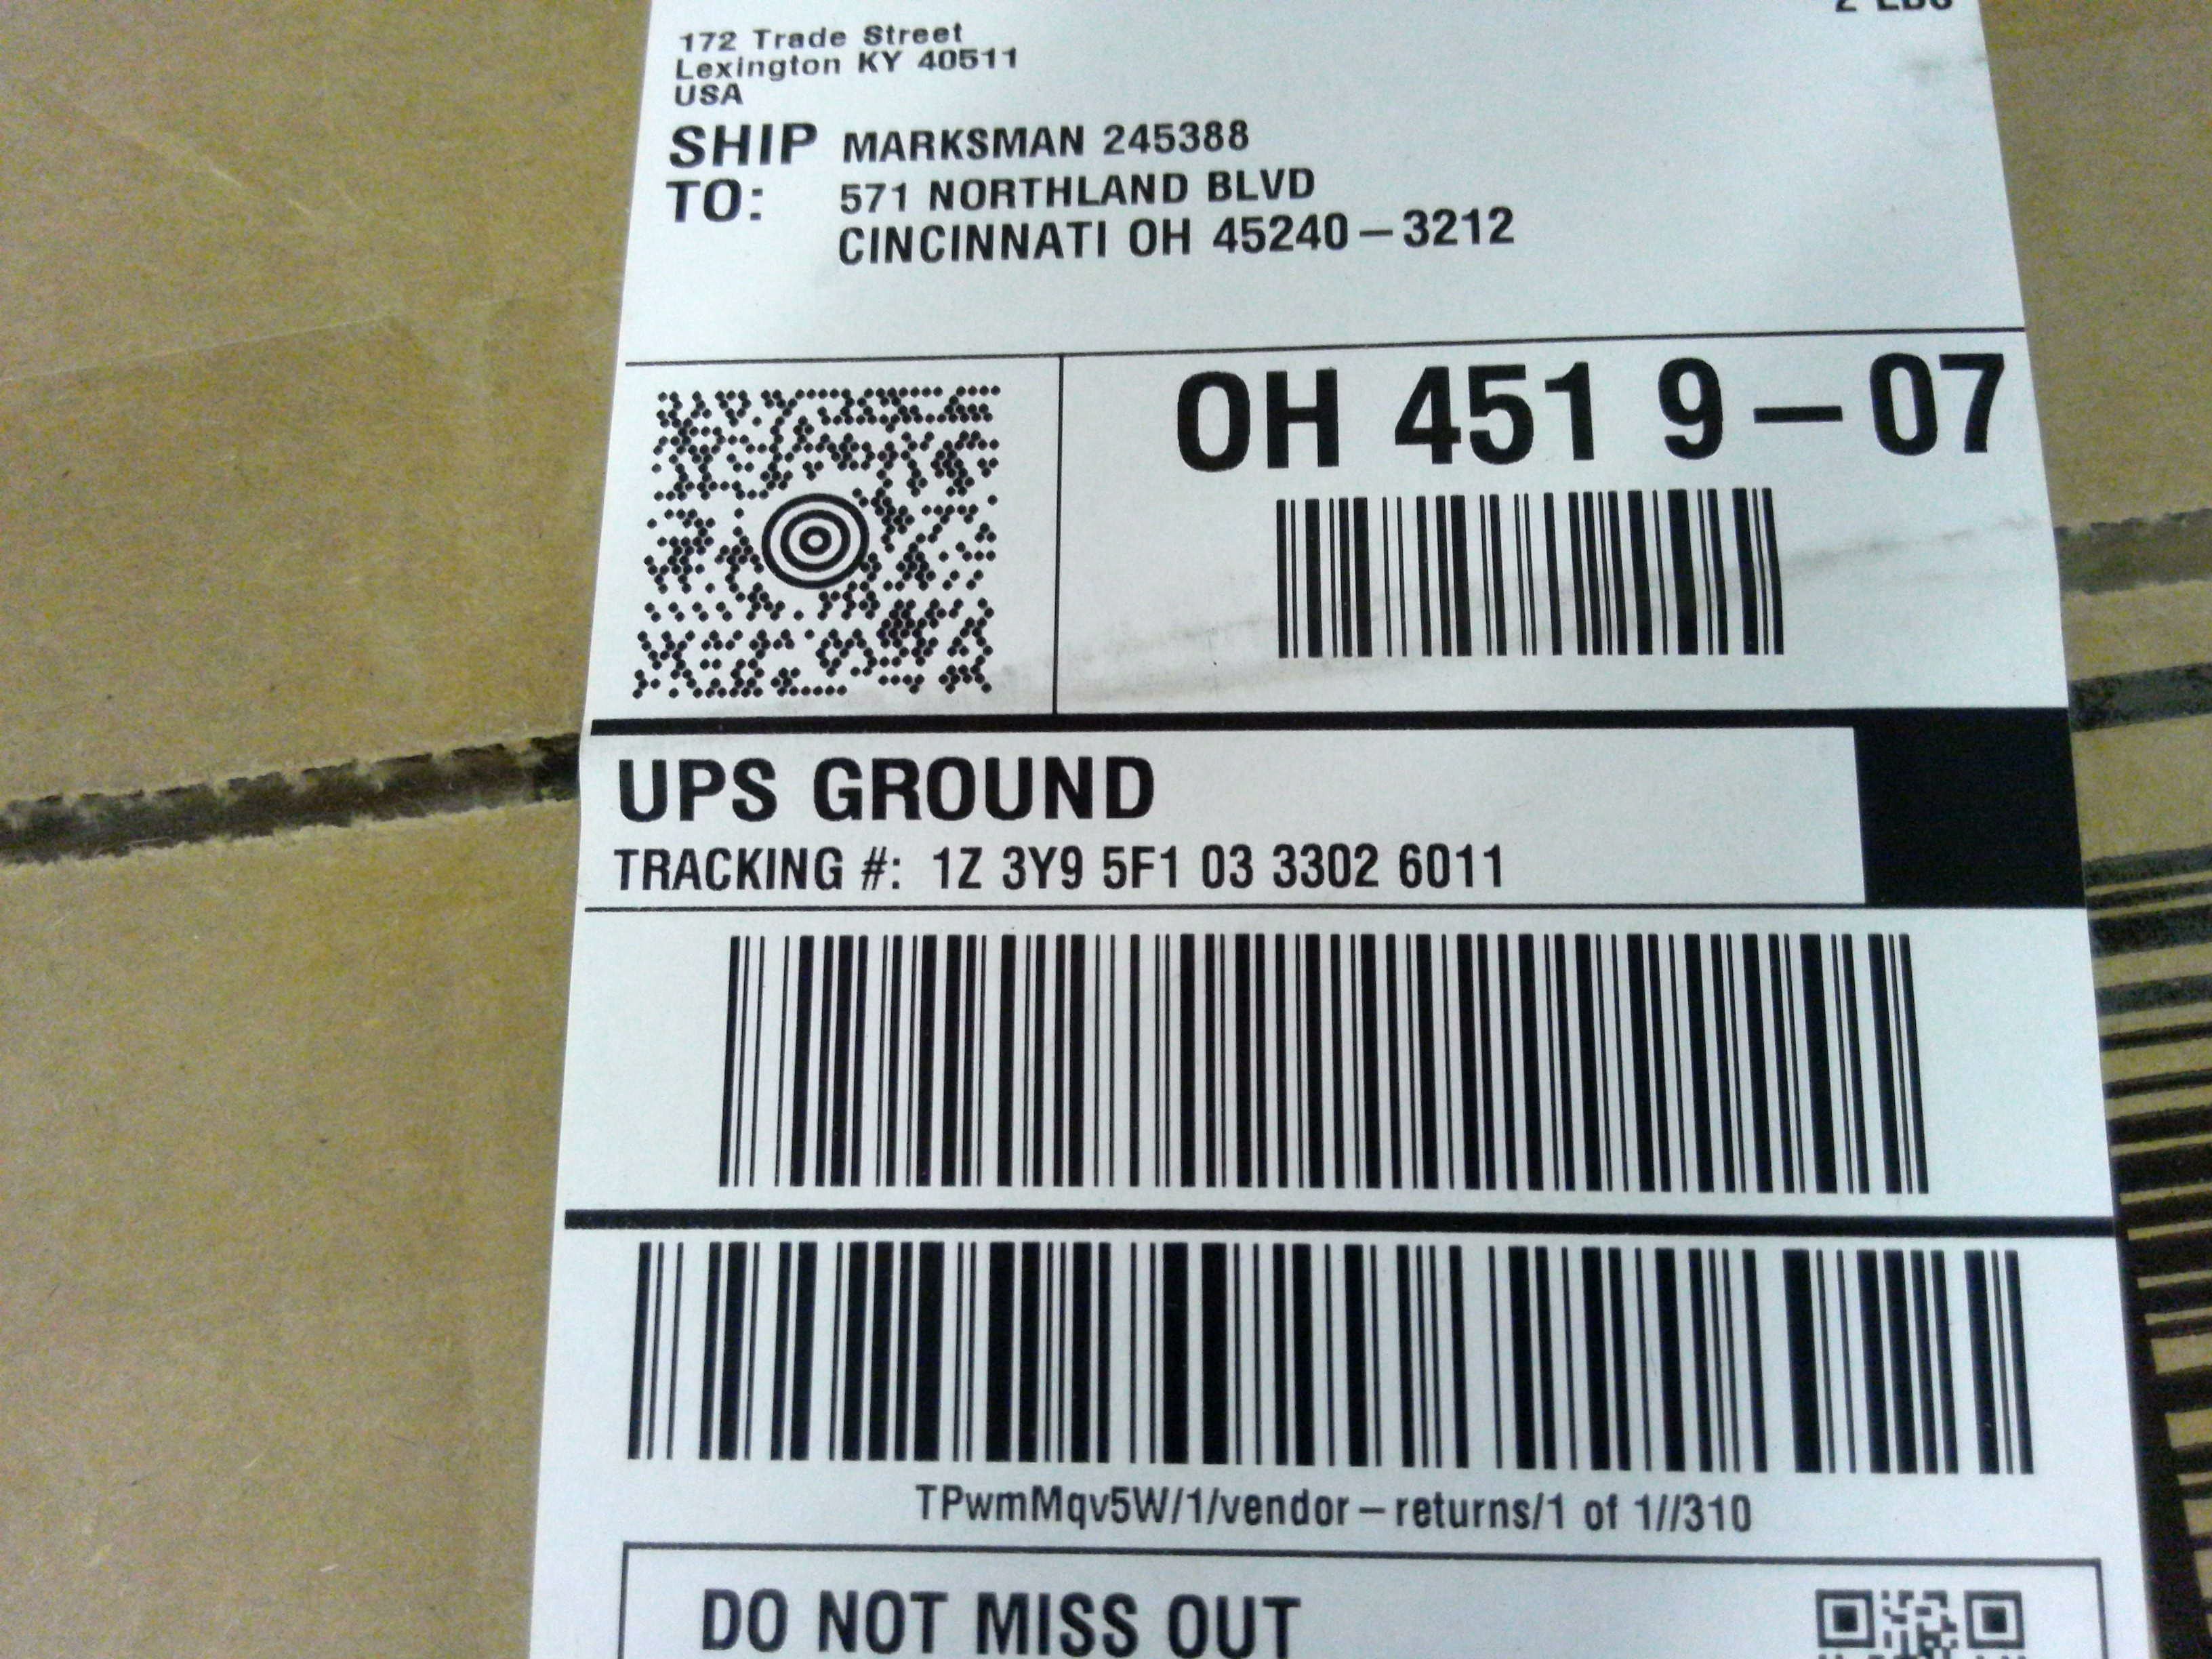 2 LBS
172 Trade Street
Lexington KY 40511
USA
SHIP TO:
MARKSMAN 245388
571 NORTHLAND BLVD
CINCINNATI OH 45240-3212
OH 451 9-07
UPS GROUND
TRACKING #: 1Z 3Y9 5F1 03 3302 6011
TPwmMqv5W/1/vendor-returns/1 of 1//310
DO NOT MISS OUT